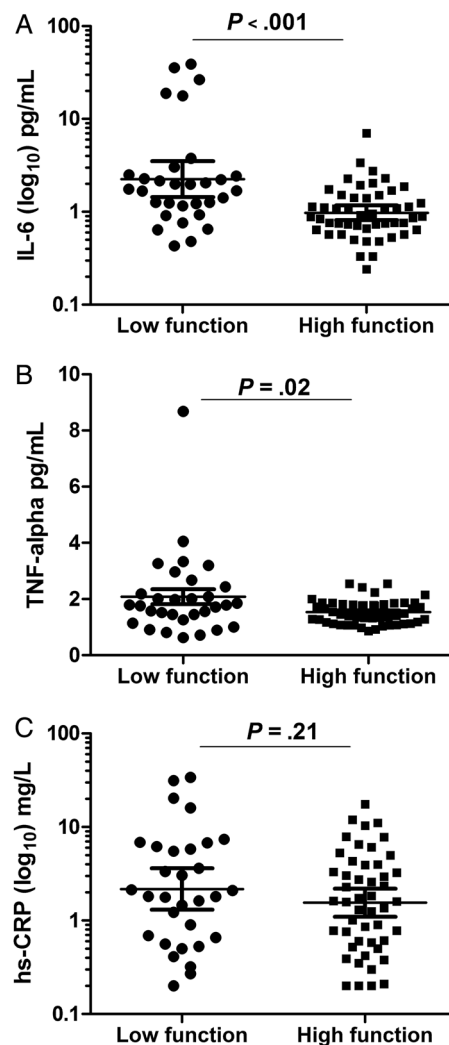 A
P < .001
IL-6 (log10) pg/mL
100
10
1
0.1
Low function
High function
B
P = .02
TNF-alpha pg/mL
10
8
6
4
2
0
Low function
High function
C
P = .21
hs-CRP (log10) mg/L
100
10
1
0.1
Low function
High function